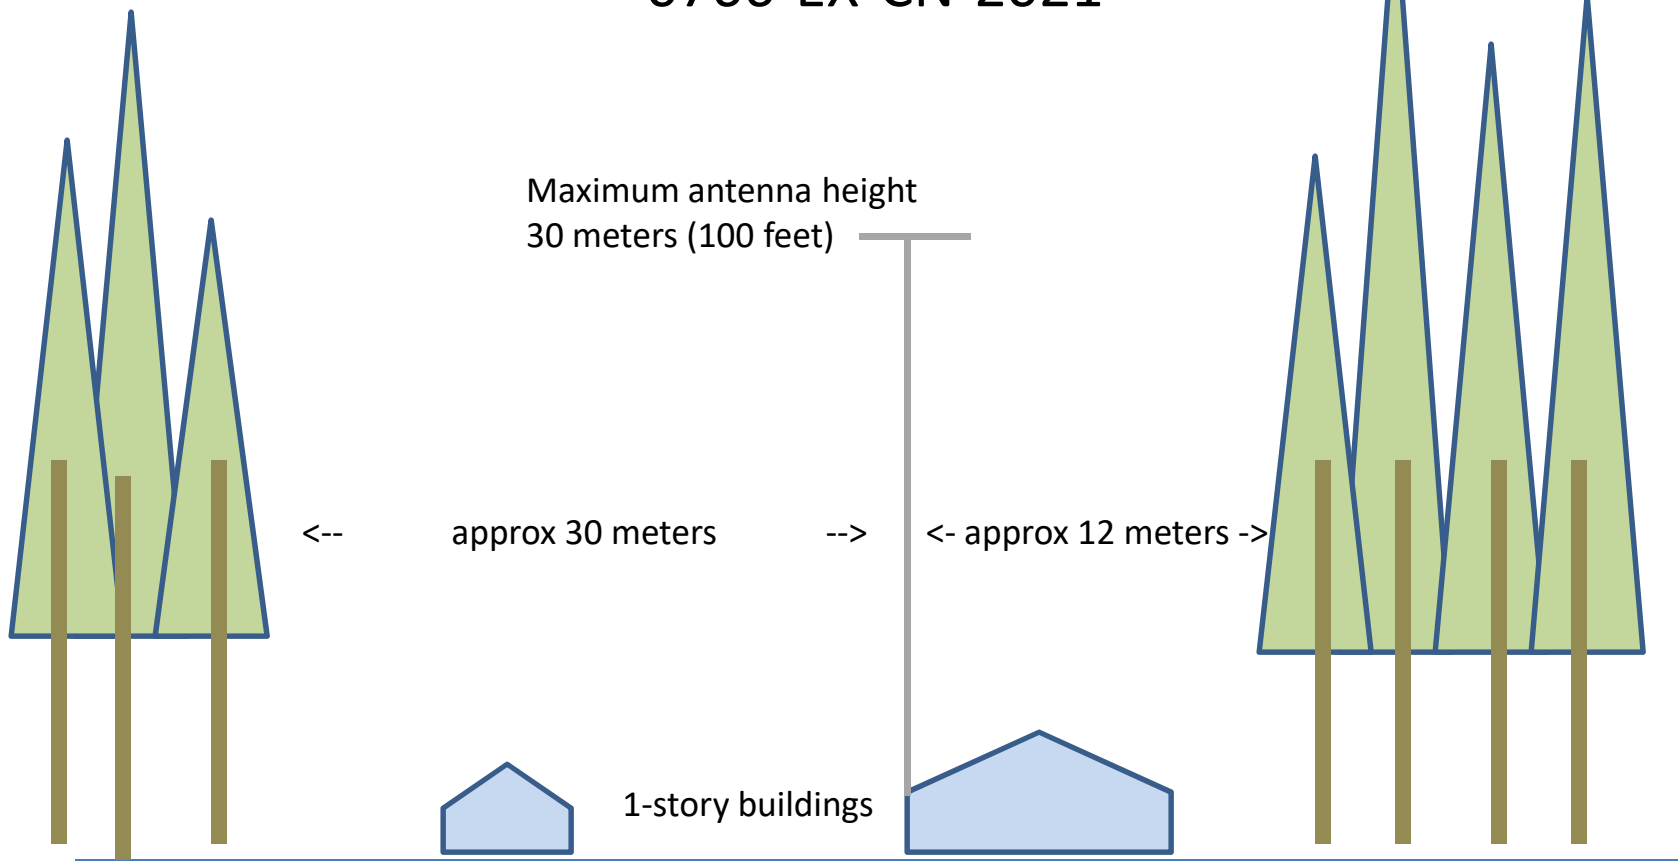 Maximum antenna height
30 meters (100 feet)
<-- approx 30 meters -->
<- approx 12 meters ->
1-story buildings